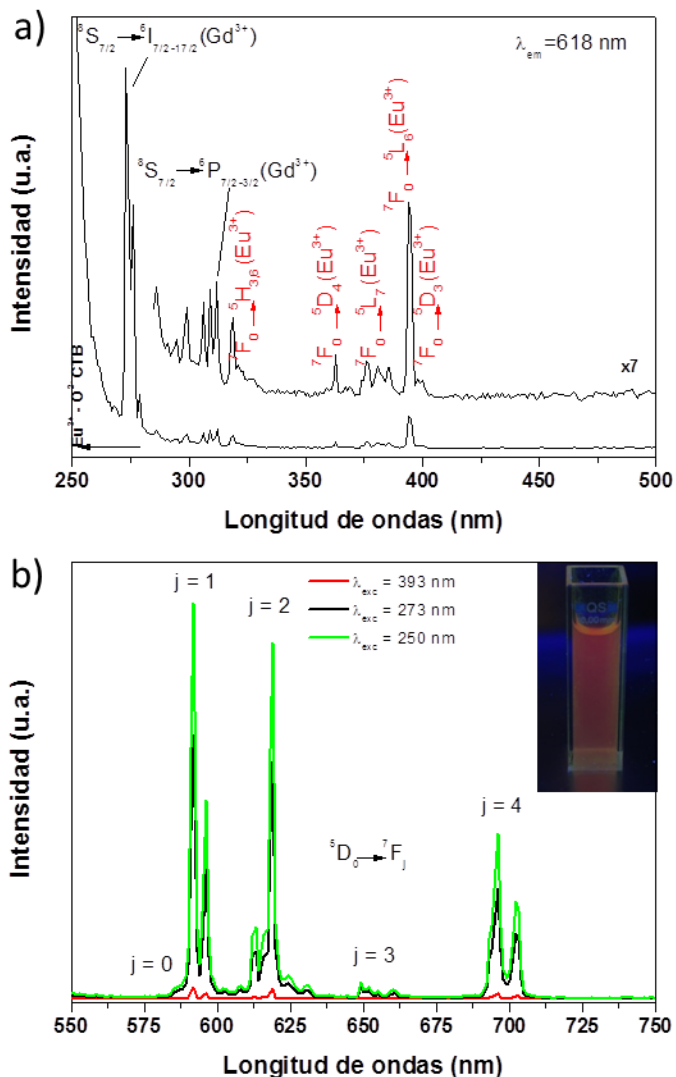 a)
⁸S₇/₂→⁶I₇/₂₋₁₇/₂(Gd³⁺)
λem=618 nm
⁸S₇/₂→⁶P₇/₂₋₃/₂(Gd³⁺)
⁷F₀→⁵H₃,₆(Eu³⁺)
⁷F₀→⁵D₄(Eu³⁺)
⁷F₀→⁵L₇(Eu³⁺)
⁷F₀→⁵L₆(Eu³⁺)
⁷F₀→⁵D₃(Eu³⁺)
x7
Eu³⁺ - O²⁻ CTB
Intensidad (u.a.)
250 300 350 400 450 500
Longitud de ondas (nm)
b)
j = 1
j = 2
λexc = 393 nm
λexc = 273 nm
λexc = 250 nm
QS
j = 4
⁵D₀→⁷Fj
j = 0
j = 3
Intensidad (u.a.)
550 575 600 625 650 675 700 725 750
Longitud de ondas (nm)